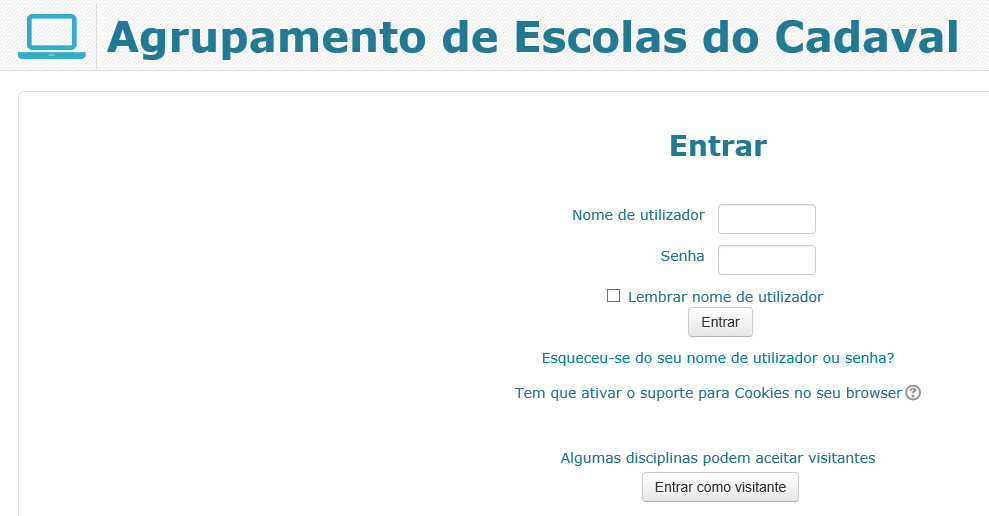 Agrupamento de Escolas do Cadaval
Entrar
Nome de utilizador
Senha
Lembrar nome de utilizador
Entrar
Esqueceu-se do seu nome de utilizador ou senha?
Tem que ativar o suporte para Cookies no seu browser ?
Algumas disciplinas podem aceitar visitantes
Entrar como visitante